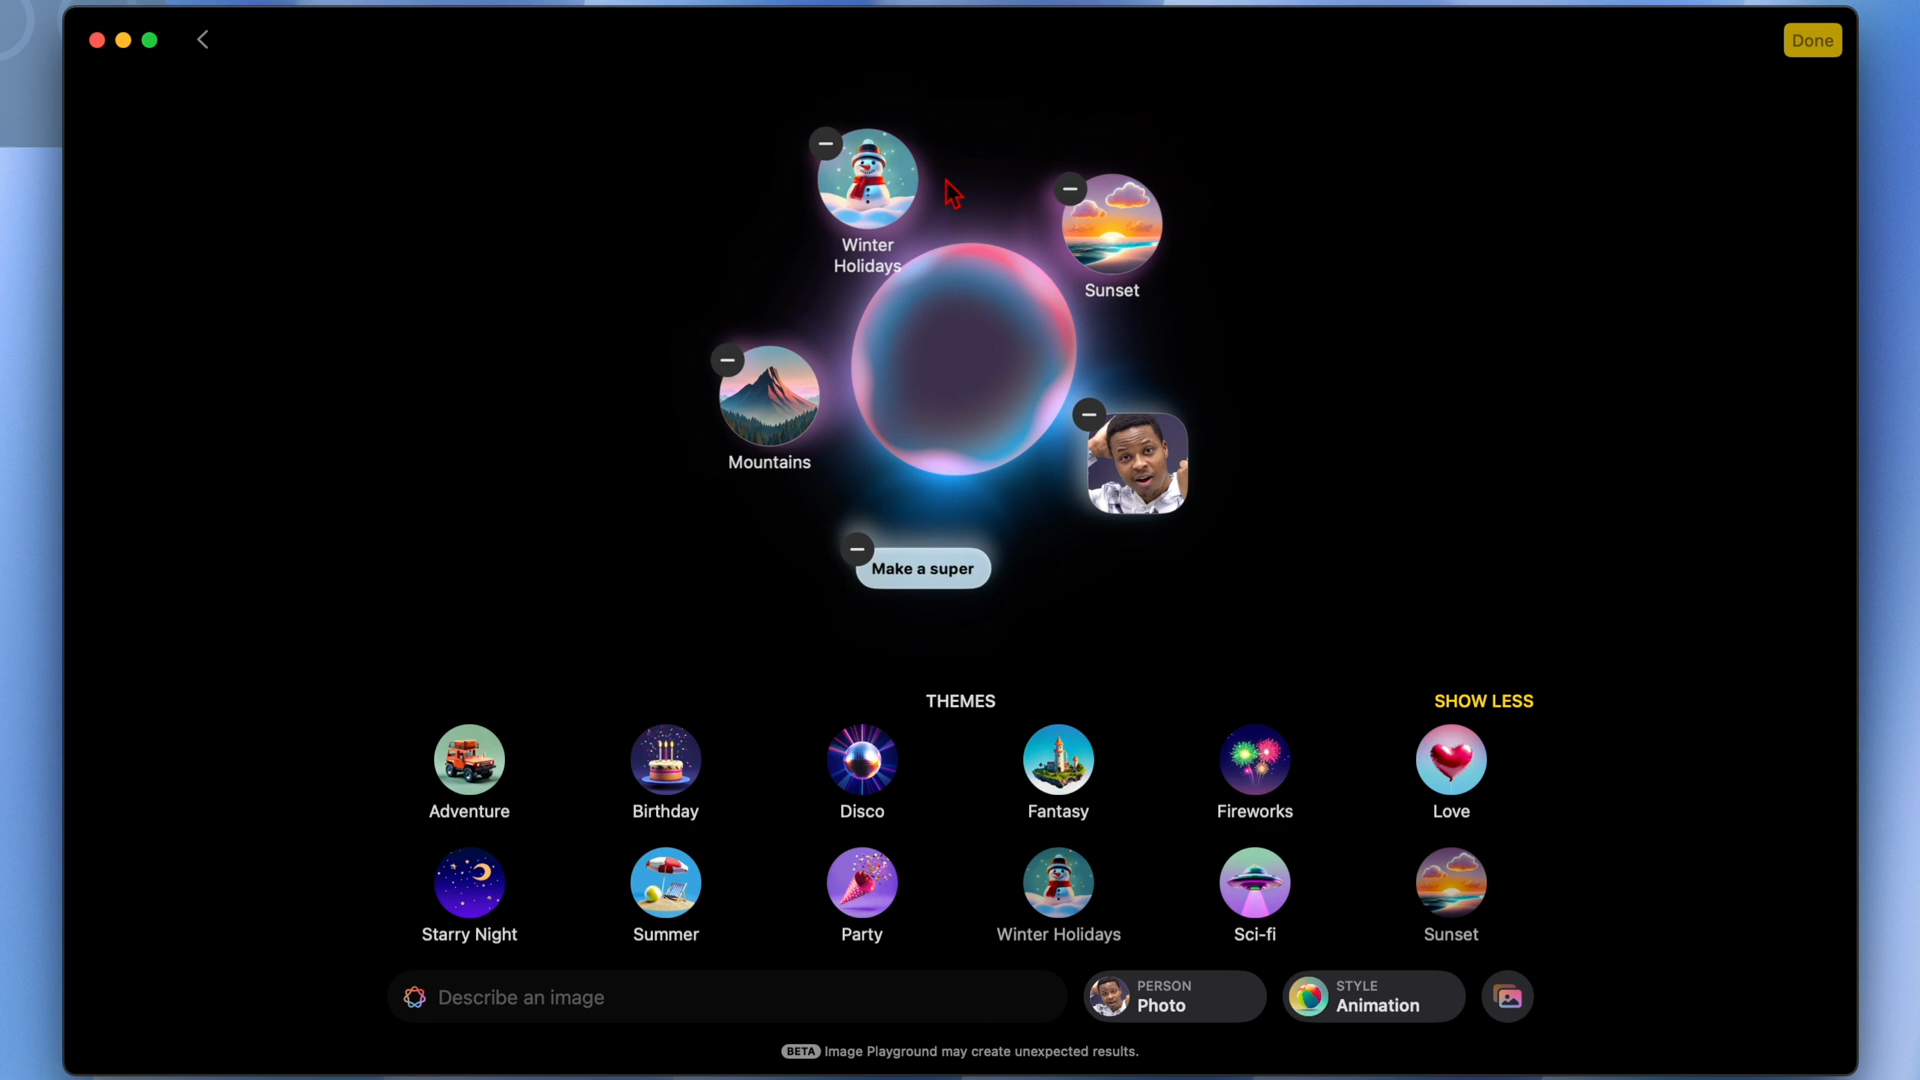 Done
Winter
Holidays
Sunset
Mountains
Make a super
THEMES
SHOW LESS
Adventure
Birthday
Disco
Fantasy
Fireworks
Love
Starry Night
Summer
Party
Winter Holidays
Sci-fi
Sunset
Describe an image
PERSON
Photo
STYLE
Animation
BETA Image Playground may create unexpected results.